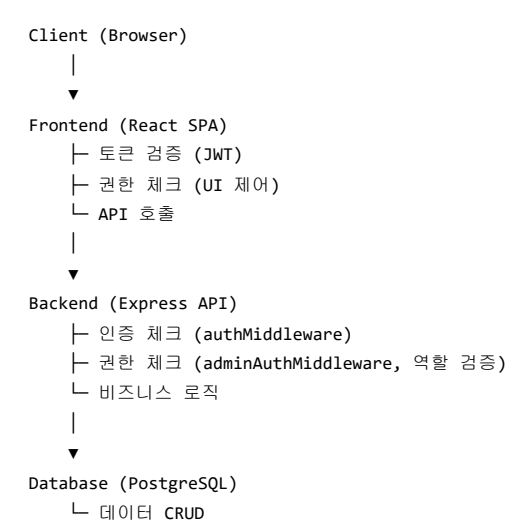 Client (Browser)
│
▼
Frontend (React SPA)
├─ 토큰 검증 (JWT)
├─ 권한 체크 (UI 제어)
└─ API 호출
│
▼
Backend (Express API)
├─ 인증 체크 (authMiddleware)
├─ 권한 체크 (adminAuthMiddleware, 역할 검증)
└─ 비즈니스 로직
│
▼
Database (PostgreSQL)
└─ 데이터 CRUD